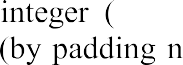 integer (
(by padding n